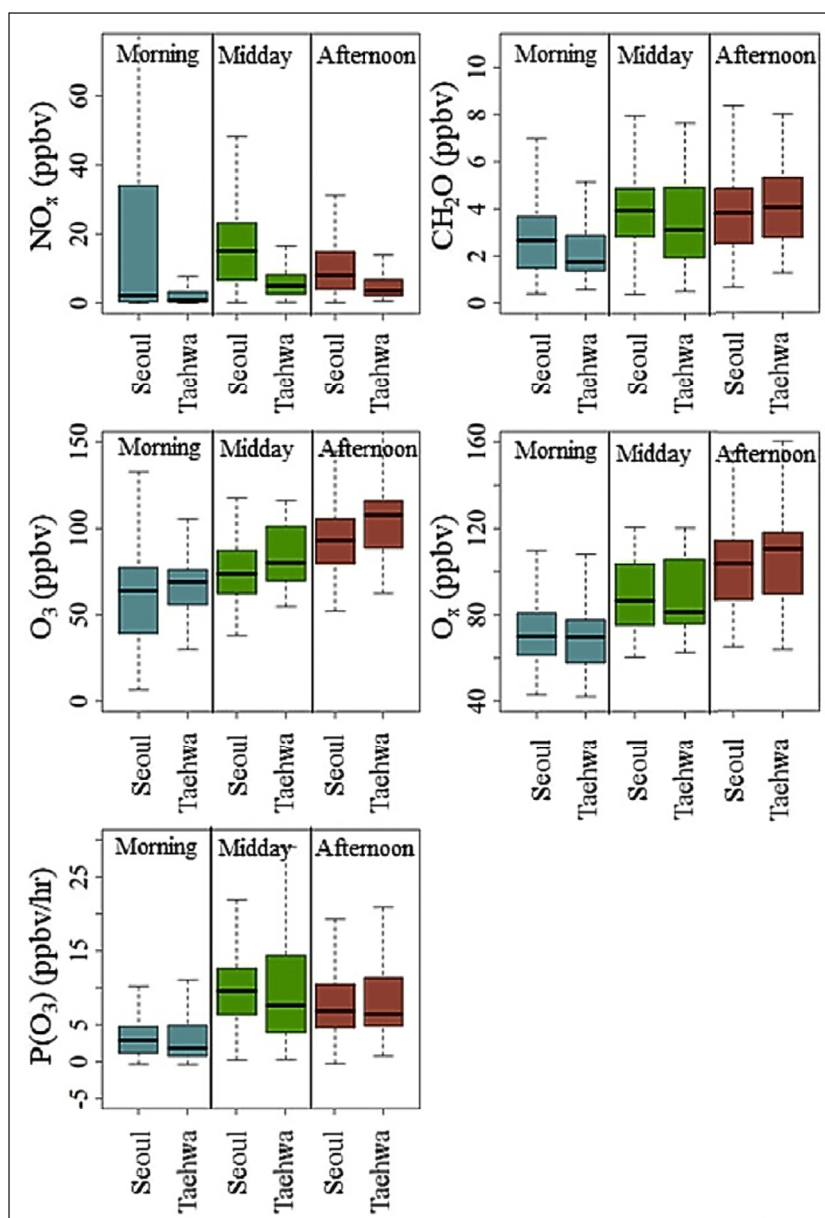 Morning Midday Afternoon
NOx (ppbv)
60
40
20
0
Seoul Taehwa Seoul Taehwa Seoul Taehwa
Morning Midday Afternoon
CH2O (ppbv)
10
8
6
4
2
0
Seoul Taehwa Seoul Taehwa Seoul Taehwa
Morning Midday Afternoon
O3 (ppbv)
150
100
50
0
Seoul Taehwa Seoul Taehwa Seoul Taehwa
Morning Midday Afternoon
Ox (ppbv)
160
120
80
40
Seoul Taehwa Seoul Taehwa Seoul Taehwa
Morning Midday Afternoon
P(O3) (ppbv/hr)
25
15
5
0
-5
Seoul Taehwa Seoul Taehwa Seoul Taehwa